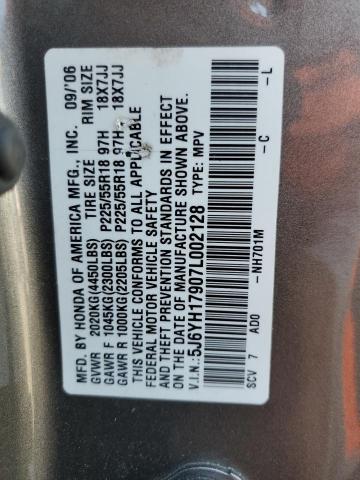 MFD. BY HONDA OF AMERICA MFG., INC. 09/'06
TIRE SIZE RIM SIZE
GVWR 2020KG(4450LBS)
GAWR F 1045KG(2300LBS) P225/55R18 97H 18X7JJ
GAWR R 1000KG(2205LBS) P225/55R18 97H 18X7JJ
THIS VEHICLE CONFORMS TO ALL APPLICABLE
FEDERAL MOTOR VEHICLE SAFETY
AND THEFT PREVENTION STANDARDS IN EFFECT
ON THE DATE OF MANUFACTURE SHOWN ABOVE.
V.I.N.: 5J6YH17907L002128 TYPE: MPV
NH701M -C -L
SCV 7 AD0